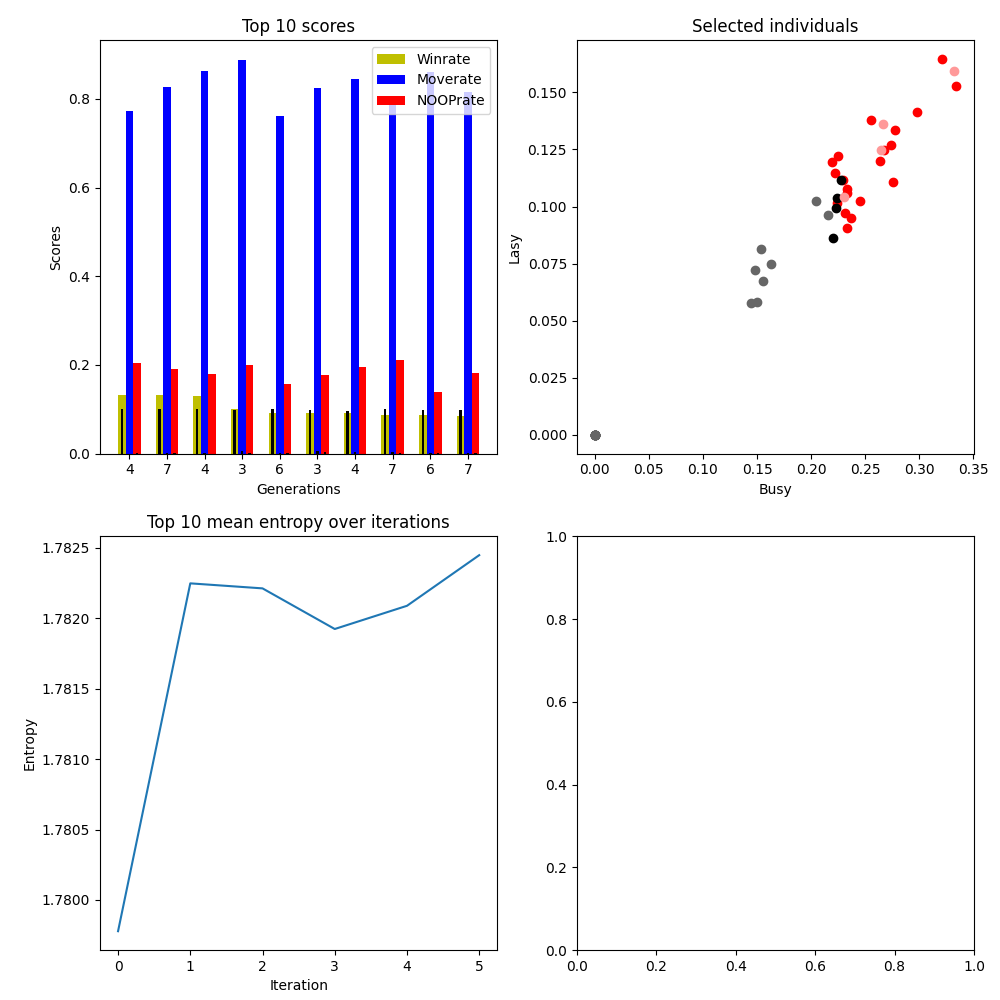 Top 10 scores
Winrate
Moverate
NOOPrate
0.8
0.6
0.4
0.2
0.0
Scores
4 7 4 3 6 3 4 7 6 7
Generations
Selected individuals
0.150
0.125
0.100
0.075
0.050
0.025
0.000
Lasy
0.00 0.05 0.10 0.15 0.20 0.25 0.30 0.35
Busy
Top 10 mean entropy over iterations
1.7825
1.7820
1.7815
1.7810
1.7805
1.7800
Entropy
0 1 2 3 4 5
Iteration
1.0
0.8
0.6
0.4
0.2
0.0
0.0 0.2 0.4 0.6 0.8 1.0